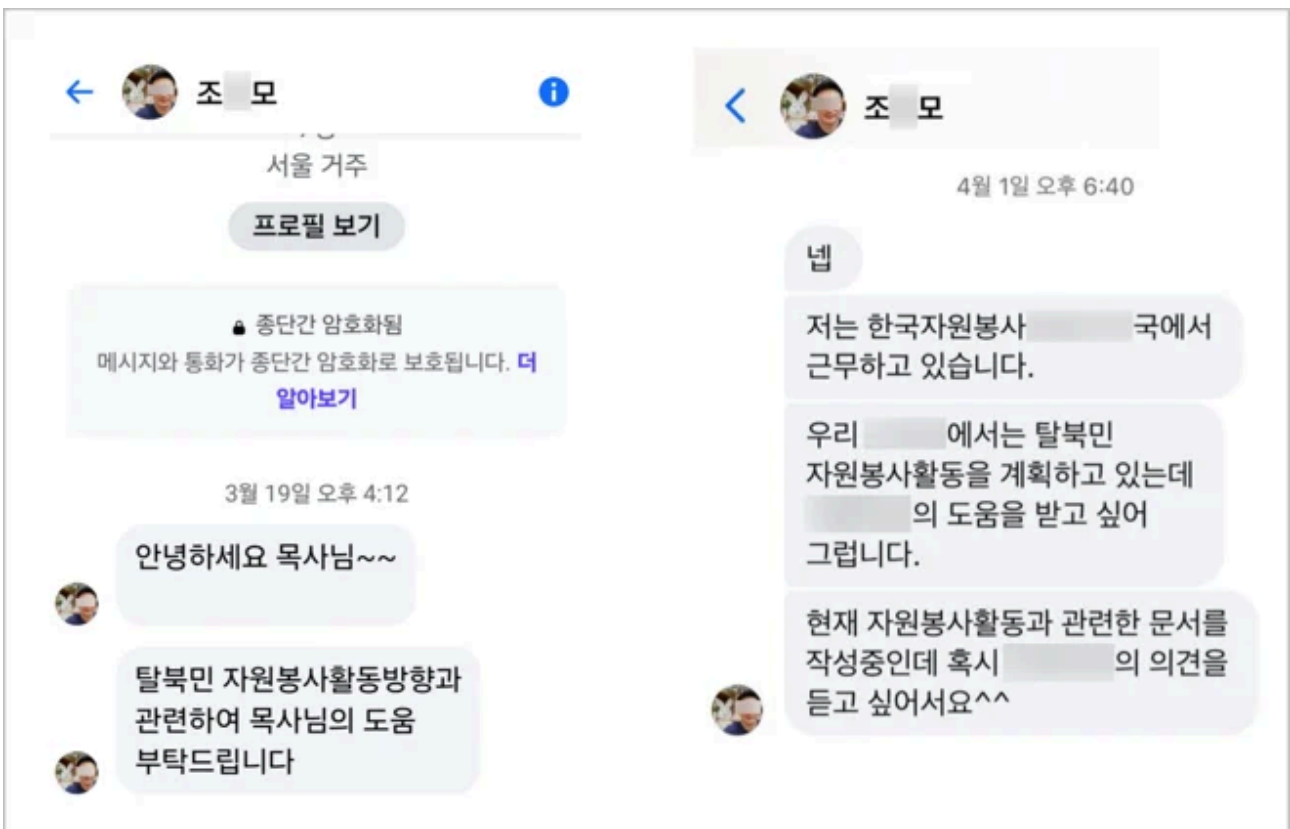 조 모
서울 거주
프로필 보기
종단간 암호화됨
메시지와 통화가 종단간 암호화로 보호됩니다. 더
알아보기
3월 19일 오후 4:12
안녕하세요 목사님~~
탈북민 자원봉사활동방향과
관련하여 목사님의 도움
부탁드립니다
조 모
4월 1일 오후 6:40
넵
저는 한국자원봉사 국에서
근무하고 있습니다.
우리 에서는 탈북민
자원봉사활동을 계획하고 있는데
의 도움을 받고 싶어
그럽니다.
현재 자원봉사활동과 관련한 문서를
작성중인데 혹시 의 의견을
듣고 싶어서요^^